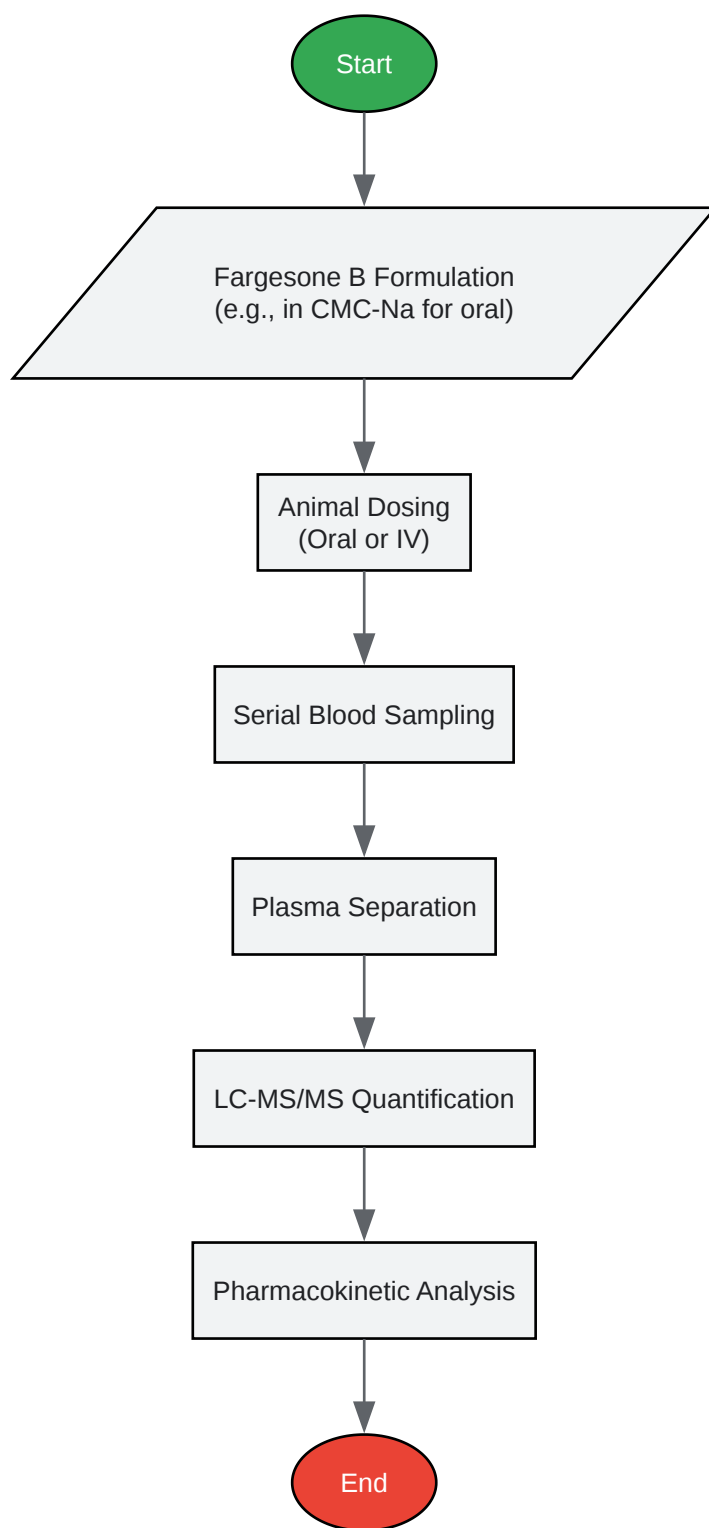 Start
Fargesone B Formulation
(e.g., in CMC-Na for oral)
Animal Dosing
(Oral or IV)
Serial Blood Sampling
Plasma Separation
LC-MS/MS Quantification
Pharmacokinetic Analysis
End